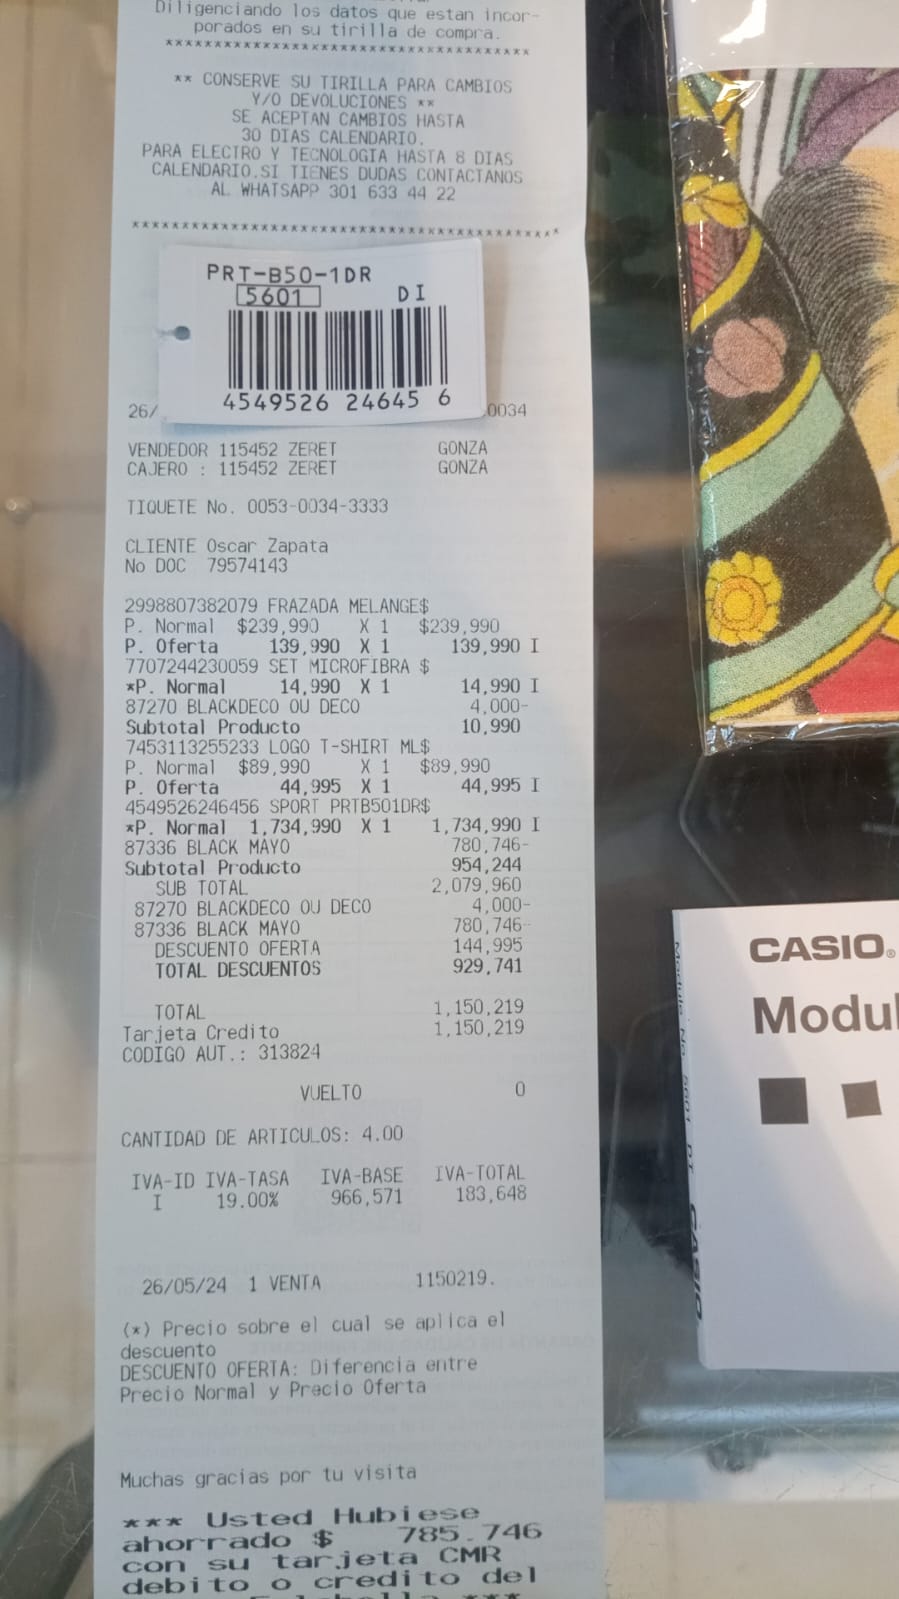 Diligenciando los datos que estan incor-
porados en su tirilla de compra.
****************************************
** CONSERVE SU TIRILLA PARA CAMBIOS
Y/O DEVOLUCIONES **
SE ACEPTAN CAMBIOS HASTA
30 DIAS CALENDARIO.
PARA ELECTRO Y TECNOLOGIA HASTA 8 DIAS
CALENDARIO.SI TIENES DUDAS CONTACTANOS
AL WHATSAPP 301 633 44 22
****************************************
PRT-B50-1DR
5601 DI
4549526 24645 6
26/ .0034
VENDEDOR 115452 ZERET GONZA
CAJERO : 115452 ZERET GONZA
TIQUETE No. 0053-0034-3333
CLIENTE Oscar Zapata
No DOC 79574143
2998807382079 FRAZADA MELANGE$
P. Normal $239,990 X 1 $239,990
P. Oferta 139,990 X 1 139,990 I
7707244230059 SET MICROFIBRA $
*P. Normal 14,990 X 1 14,990 I
87270 BLACKDECO OU DECO 4,000-
Subtotal Producto 10,990
7453113255233 LOGO T-SHIRT ML$
P. Normal $89,990 X 1 $89,990
P. Oferta 44,995 X 1 44,995 I
4549526246456 SPORT PRTB501DR$
*P. Normal 1,734,990 X 1 1,734,990 I
87336 BLACK MAYO 780,746-
Subtotal Producto 954,244
SUB TOTAL 2,079,960
87270 BLACKDECO OU DECO 4,000-
87336 BLACK MAYO 780,746-
DESCUENTO OFERTA 144,995
TOTAL DESCUENTOS 929,741
TOTAL 1,150,219
Tarjeta Credito 1,150,219
CODIGO AUT.: 313824
VUELTO 0
CANTIDAD DE ARTICULOS: 4.00
IVA-ID IVA-TASA IVA-BASE IVA-TOTAL
I 19.00% 966,571 183,648
26/05/24 1 VENTA 1150219.
(*) Precio sobre el cual se aplica el
descuento
DESCUENTO OFERTA: Diferencia entre
Precio Normal y Precio Oferta
Muchas gracias por tu visita
*** Usted Hubiese
ahorrado $ 785.746
con su tarjeta CMR
debito o credito del
CASIO®
Modul
Module No. 5601 DI CASIO